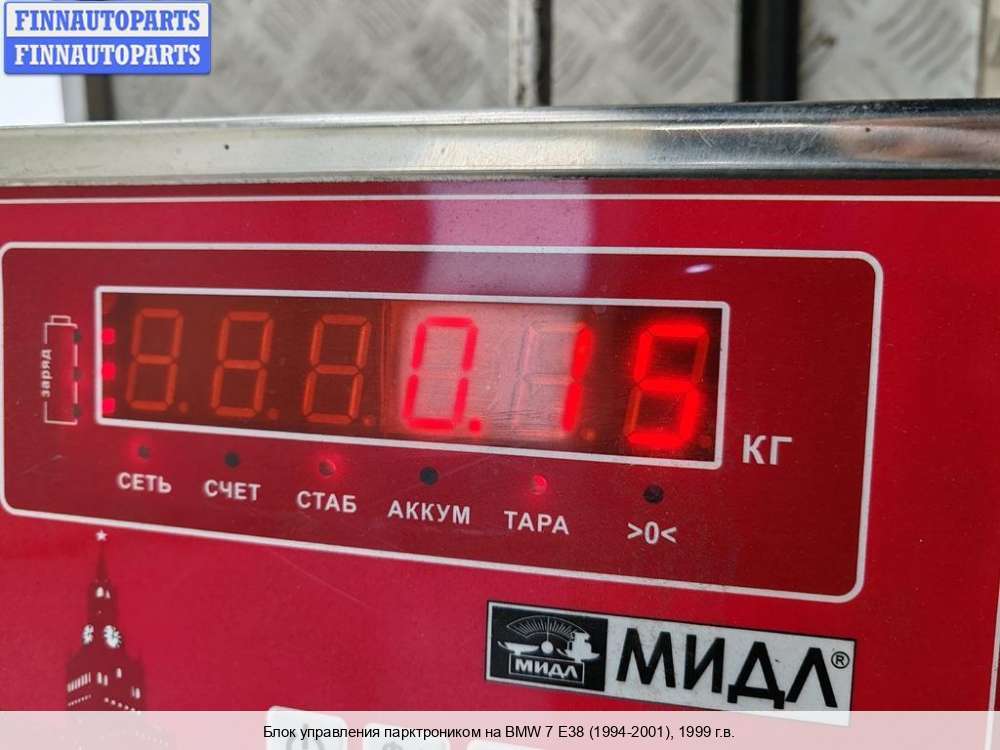 FINNAUTOPARTS
FINNAUTOPARTS
заряд
0.15
КГ
СЕТЬ СЧЕТ СТАБ АККУМ ТАРА >0<
МИДЛ МИДЛ®
Блок управления парктроником на BMW 7 E38 (1994-2001), 1999 г.в.